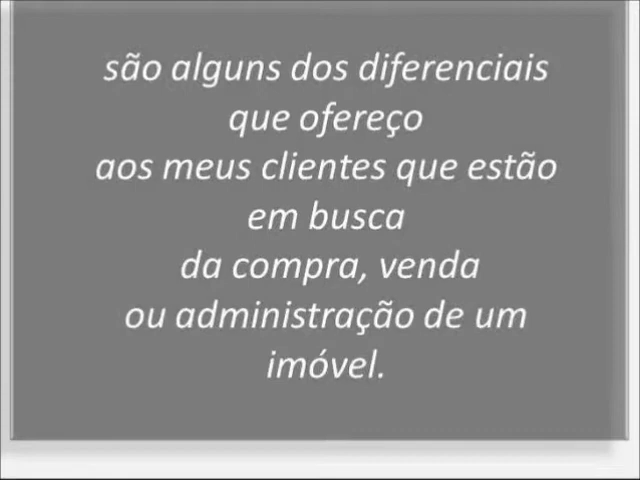 são alguns dos diferenciais
que ofereço
aos meus clientes que estão
em busca
da compra, venda
ou administração de um
imóvel.